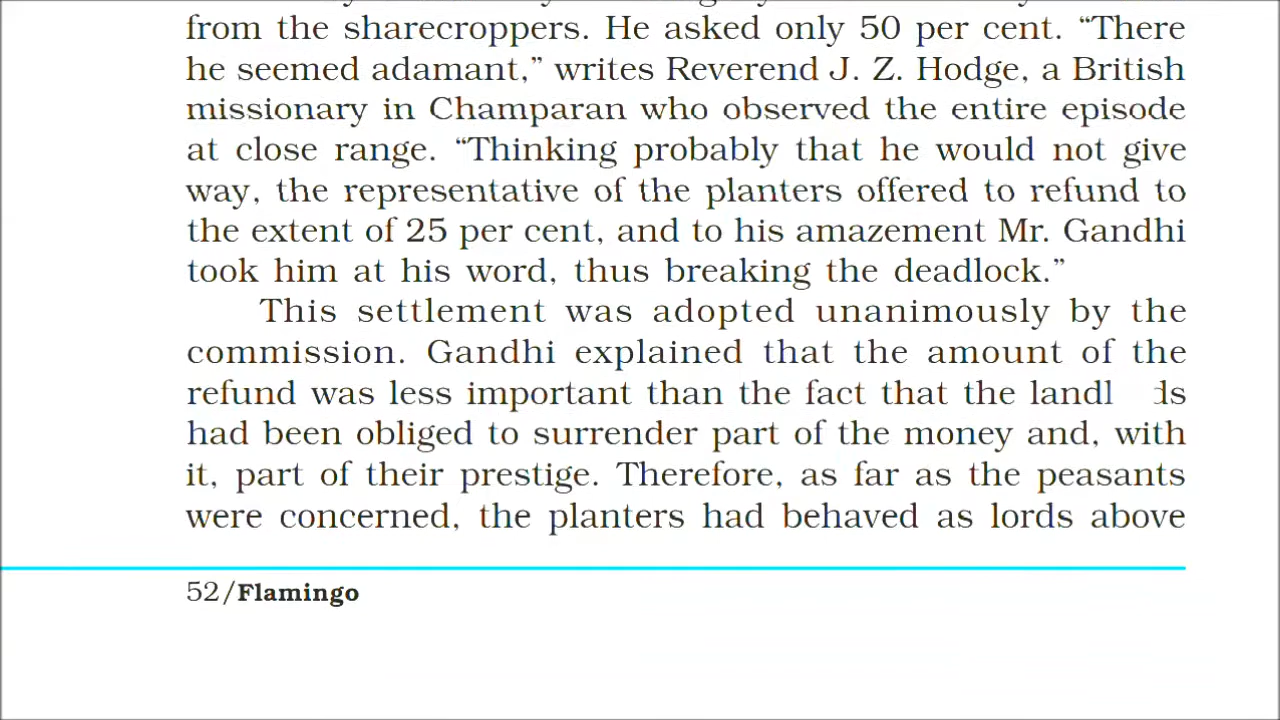 from the sharecroppers. He asked only 50 per cent. “There
he seemed adamant,” writes Reverend J. Z. Hodge, a British
missionary in Champaran who observed the entire episode
at close range. “Thinking probably that he would not give
way, the representative of the planters offered to refund to
the extent of 25 per cent, and to his amazement Mr. Gandhi
took him at his word, thus breaking the deadlock.”
This settlement was adopted unanimously by the
commission. Gandhi explained that the amount of the
refund was less important than the fact that the
had been obliged to surrender part of the money and, with
it, part of their prestige. Therefore, as far as the peasants
were concerned, the planters had behaved as lords above
52/Flamingo